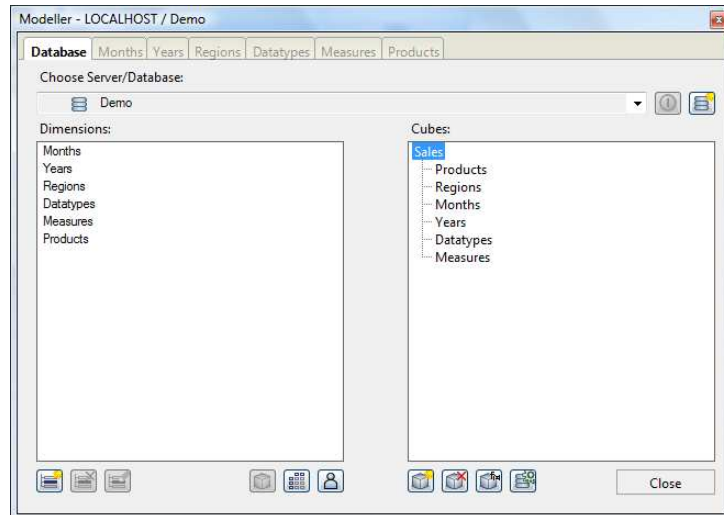 Modeller - LOCALHOST / Demo
Database Months Years Regions Datatypes Measures Products
Choose Server/Database:
Demo
Dimensions:
Months
Years
Regions
Datatypes
Measures
Products
Cubes:
Sales
Products
Regions
Months
Years
Datatypes
Measures
Close